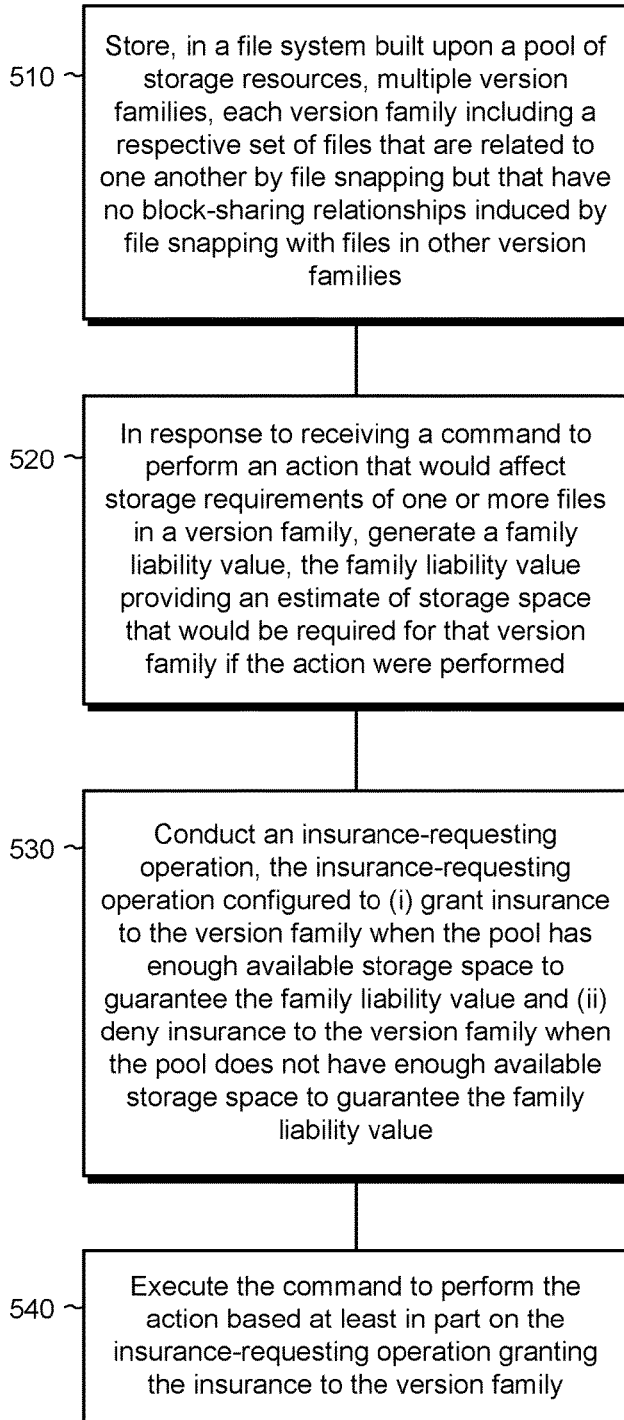 Store, in a file system built upon a pool of
510 ~ storage resources, multiple version
families, each version family including a
respective set of files that are related to
one another by file snapping but that have
no block-sharing relationships induced by
file snapping with files in other version
families
In response to receiving a command to
520 ~ perform an action that would affect
storage requirements of one or more files
in a version family, generate a family
liability value, the family liability value
providing an estimate of storage space
that would be required for that version
family if the action were performed
Conduct an insurance-requesting
530 ~ operation, the insurance-requesting
operation configured to (i) grant insurance
to the version family when the pool has
enough available storage space to
guarantee the family liability value and (ii)
deny insurance to the version family when
the pool does not have enough available
storage space to guarantee the family
liability value
Execute the command to perform the
540 ~ action based at least in part on the
insurance-requesting operation granting
the insurance to the version family